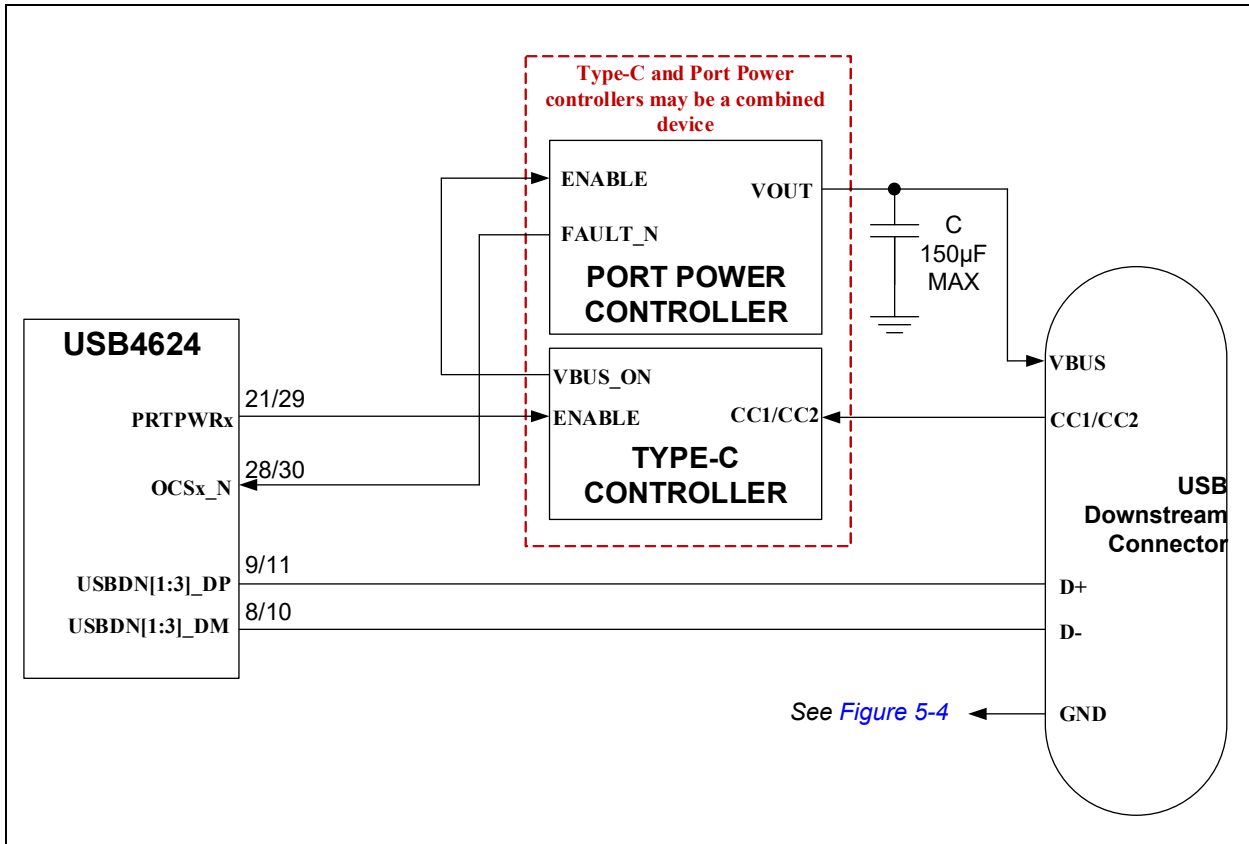 Type-C and Port Power
controllers may be a combined
device
ENABLE
VOUT
FAULT_N
C
150µF
MAX
PORT POWER
CONTROLLER
USB4624
VBUS_ON
VBUS
21/29
PRTPWRx
ENABLE
CC1/CC2
CC1/CC2
TYPE-C
CONTROLLER
28/30
OCSx_N
USB
Downstream
Connector
9/11
USBDN[1:3]_DP
D+
8/10
USBDN[1:3]_DM
D-
See Figure 5-4
GND